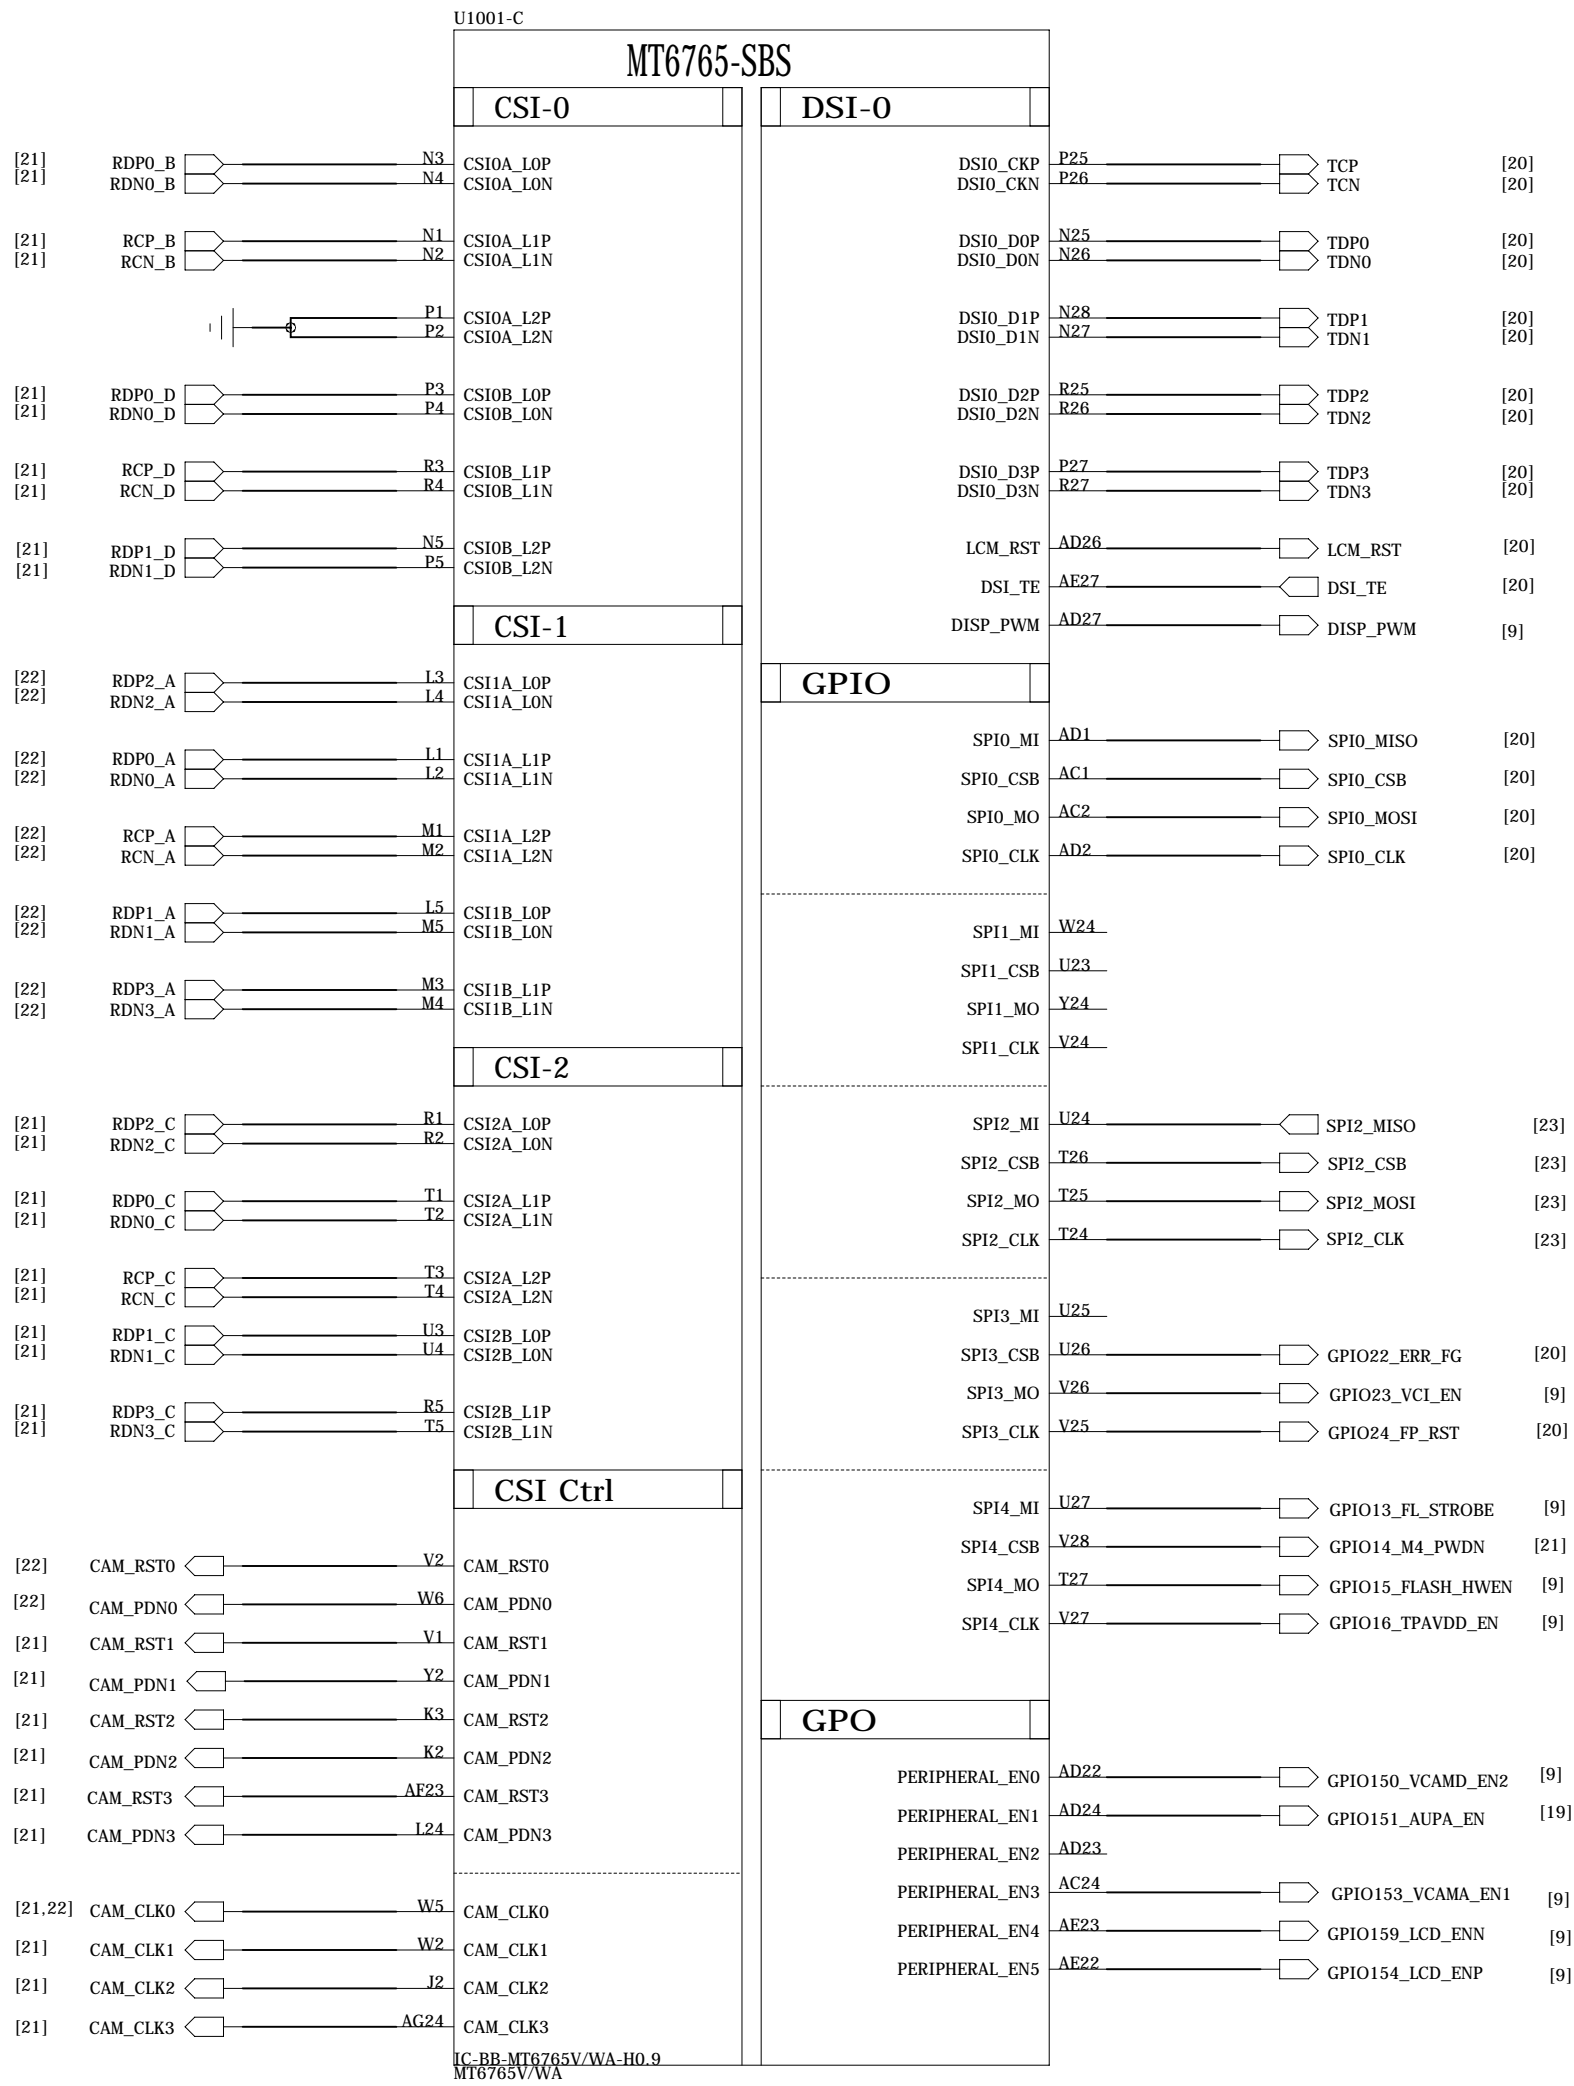 U1001-C
MT6765-SBS
CSI-0
[21] RDP0_B N3 CSI0A_L0P
[21] RDN0_B N4 CSI0A_L0N
[21] RCP_B N1 CSI0A_L1P
[21] RCN_B N2 CSI0A_L1N
P1 CSI0A_L2P
P2 CSI0A_L2N
[21] RDP0_D P3 CSI0B_L0P
[21] RDN0_D P4 CSI0B_L0N
[21] RCP_D R3 CSI0B_L1P
[21] RCN_D R4 CSI0B_L1N
[21] RDP1_D N5 CSI0B_L2P
[21] RDN1_D P5 CSI0B_L2N
CSI-1
[22] RDP2_A L3 CSI1A_L0P
[22] RDN2_A L4 CSI1A_L0N
[22] RDP0_A L1 CSI1A_L1P
[22] RDN0_A L2 CSI1A_L1N
[22] RCP_A M1 CSI1A_L2P
[22] RCN_A M2 CSI1A_L2N
[22] RDP1_A L5 CSI1B_L0P
[22] RDN1_A M5 CSI1B_L0N
[22] RDP3_A M3 CSI1B_L1P
[22] RDN3_A M4 CSI1B_L1N
CSI-2
[21] RDP2_C R1 CSI2A_L0P
[21] RDN2_C R2 CSI2A_L0N
[21] RDP0_C T1 CSI2A_L1P
[21] RDN0_C T2 CSI2A_L1N
[21] RCP_C T3 CSI2A_L2P
[21] RCN_C T4 CSI2A_L2N
[21] RDP1_C U3 CSI2B_L0P
[21] RDN1_C U4 CSI2B_L0N
[21] RDP3_C R5 CSI2B_L1P
[21] RDN3_C T5 CSI2B_L1N
CSI Ctrl
[22] CAM_RST0 V2 CAM_RST0
[22] CAM_PDN0 W6 CAM_PDN0
[21] CAM_RST1 V1 CAM_RST1
[21] CAM_PDN1 Y2 CAM_PDN1
[21] CAM_RST2 K3 CAM_RST2
[21] CAM_PDN2 K2 CAM_PDN2
[21] CAM_RST3 AF23 CAM_RST3
[21] CAM_PDN3 L24 CAM_PDN3
[21,22] CAM_CLK0 W5 CAM_CLK0
[21] CAM_CLK1 W2 CAM_CLK1
[21] CAM_CLK2 J2 CAM_CLK2
[21] CAM_CLK3 AG24 CAM_CLK3
DSI-0
DSI0_CKP P25 TCP [20]
DSI0_CKN P26 TCN [20]
DSI0_D0P N25 TDP0 [20]
DSI0_D0N N26 TDN0 [20]
DSI0_D1P N28 TDP1 [20]
DSI0_D1N N27 TDN1 [20]
DSI0_D2P R25 TDP2 [20]
DSI0_D2N R26 TDN2 [20]
DSI0_D3P P27 TDP3 [20]
DSI0_D3N R27 TDN3 [20]
LCM_RST AD26 LCM_RST [20]
DSI_TE AE27 DSI_TE [20]
DISP_PWM AD27 DISP_PWM [9]
GPIO
SPI0_MI AD1 SPI0_MISO [20]
SPI0_CSB AC1 SPI0_CSB [20]
SPI0_MO AC2 SPI0_MOSI [20]
SPI0_CLK AD2 SPI0_CLK [20]
SPI1_MI W24
SPI1_CSB U23
SPI1_MO Y24
SPI1_CLK V24
SPI2_MI U24 SPI2_MISO [23]
SPI2_CSB T26 SPI2_CSB [23]
SPI2_MO T25 SPI2_MOSI [23]
SPI2_CLK T24 SPI2_CLK [23]
SPI3_MI U25
SPI3_CSB U26 GPIO22_ERR_FG [20]
SPI3_MO V26 GPIO23_VCI_EN [9]
SPI3_CLK V25 GPIO24_FP_RST [20]
SPI4_MI U27 GPIO13_FL_STROBE [9]
SPI4_CSB V28 GPIO14_M4_PWDN [21]
SPI4_MO T27 GPIO15_FLASH_HWEN [9]
SPI4_CLK V27 GPIO16_TPAVDD_EN [9]
GPO
PERIPHERAL_EN0 AD22 GPIO150_VCAMD_EN2 [9]
PERIPHERAL_EN1 AD24 GPIO151_AUPA_EN [19]
PERIPHERAL_EN2 AD23
PERIPHERAL_EN3 AC24 GPIO153_VCAMA_EN1 [9]
PERIPHERAL_EN4 AE23 GPIO159_LCD_ENN [9]
PERIPHERAL_EN5 AE22 GPIO154_LCD_ENP [9]
IC-BB-MT6765V/WA-H0.9
MT6765V/WA